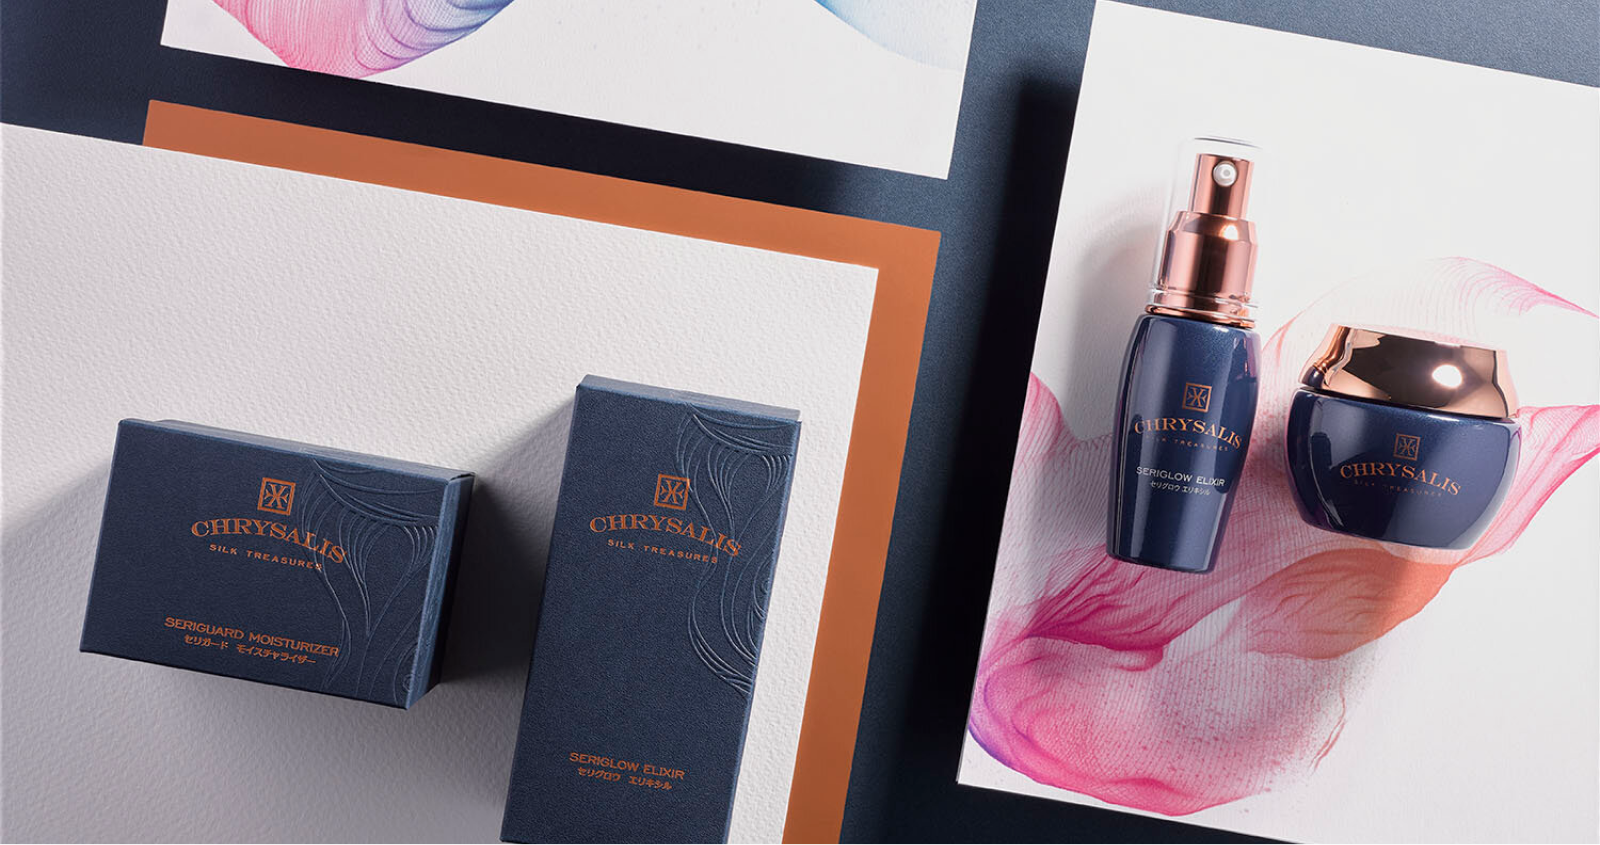 CHRYSALIS
SILK TREASURES
SERIGUARD MOISTURIZER
セリガード モイスチャライザー
CHRYSALIS
SILK TREASURES
SERIGLOW ELIXIR
セリグロウ エリキシル
CHRYSALIS
SILK TREASURES
SERIGLOW ELIXIR
セリグロウ エリキシル
CHRYSALIS
SILK TREASURES